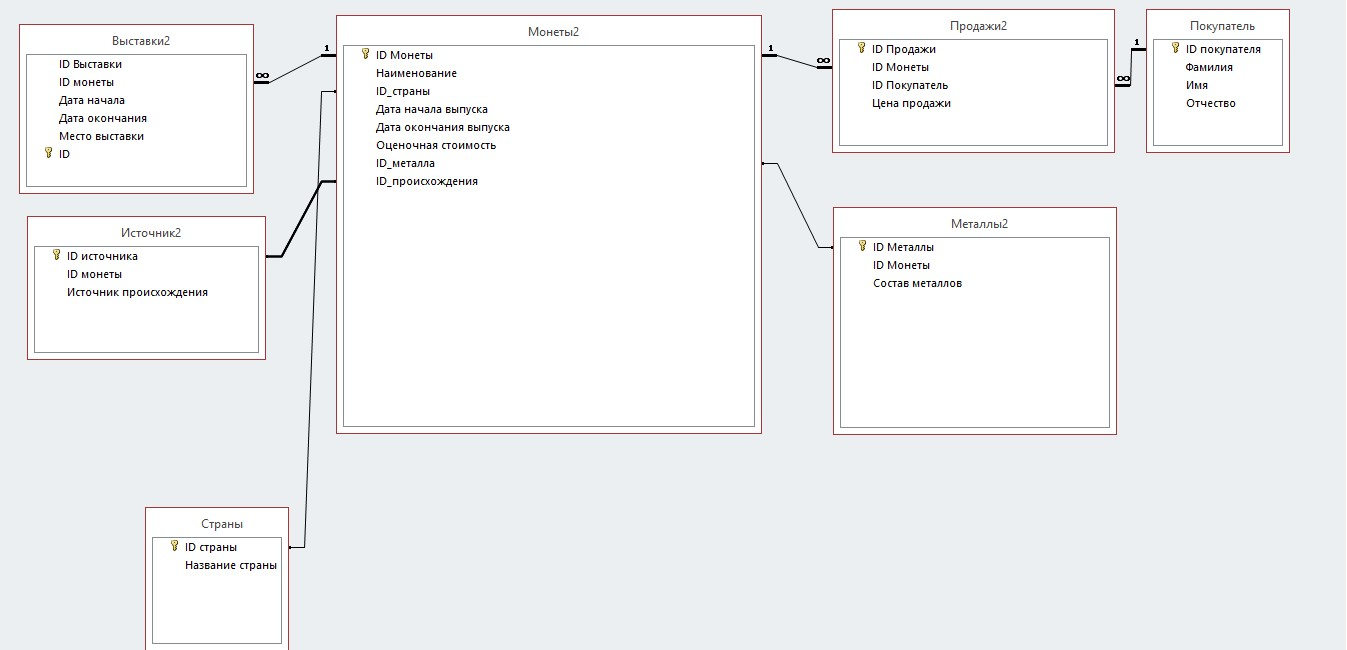 Выставки2
ID Выставки
ID монеты
Дата начала
Дата окончания
Место выставки
ID
Источник2
ID источника
ID монеты
Источник происхождения
Страны
ID страны
Название страны
Монеты2
ID Монеты
Наименование
ID_страны
Дата начала выпуска
Дата окончания выпуска
Оценочная стоимость
ID_металла
ID_происхождения
Продажи2
ID Продажи
ID Монеты
ID Покупатель
Цена продажи
Покупатель
ID покупателя
Фамилия
Имя
Отчество
Металлы2
ID Металлы
ID Монеты
Состав металлов
1
∞
1
∞
1
∞